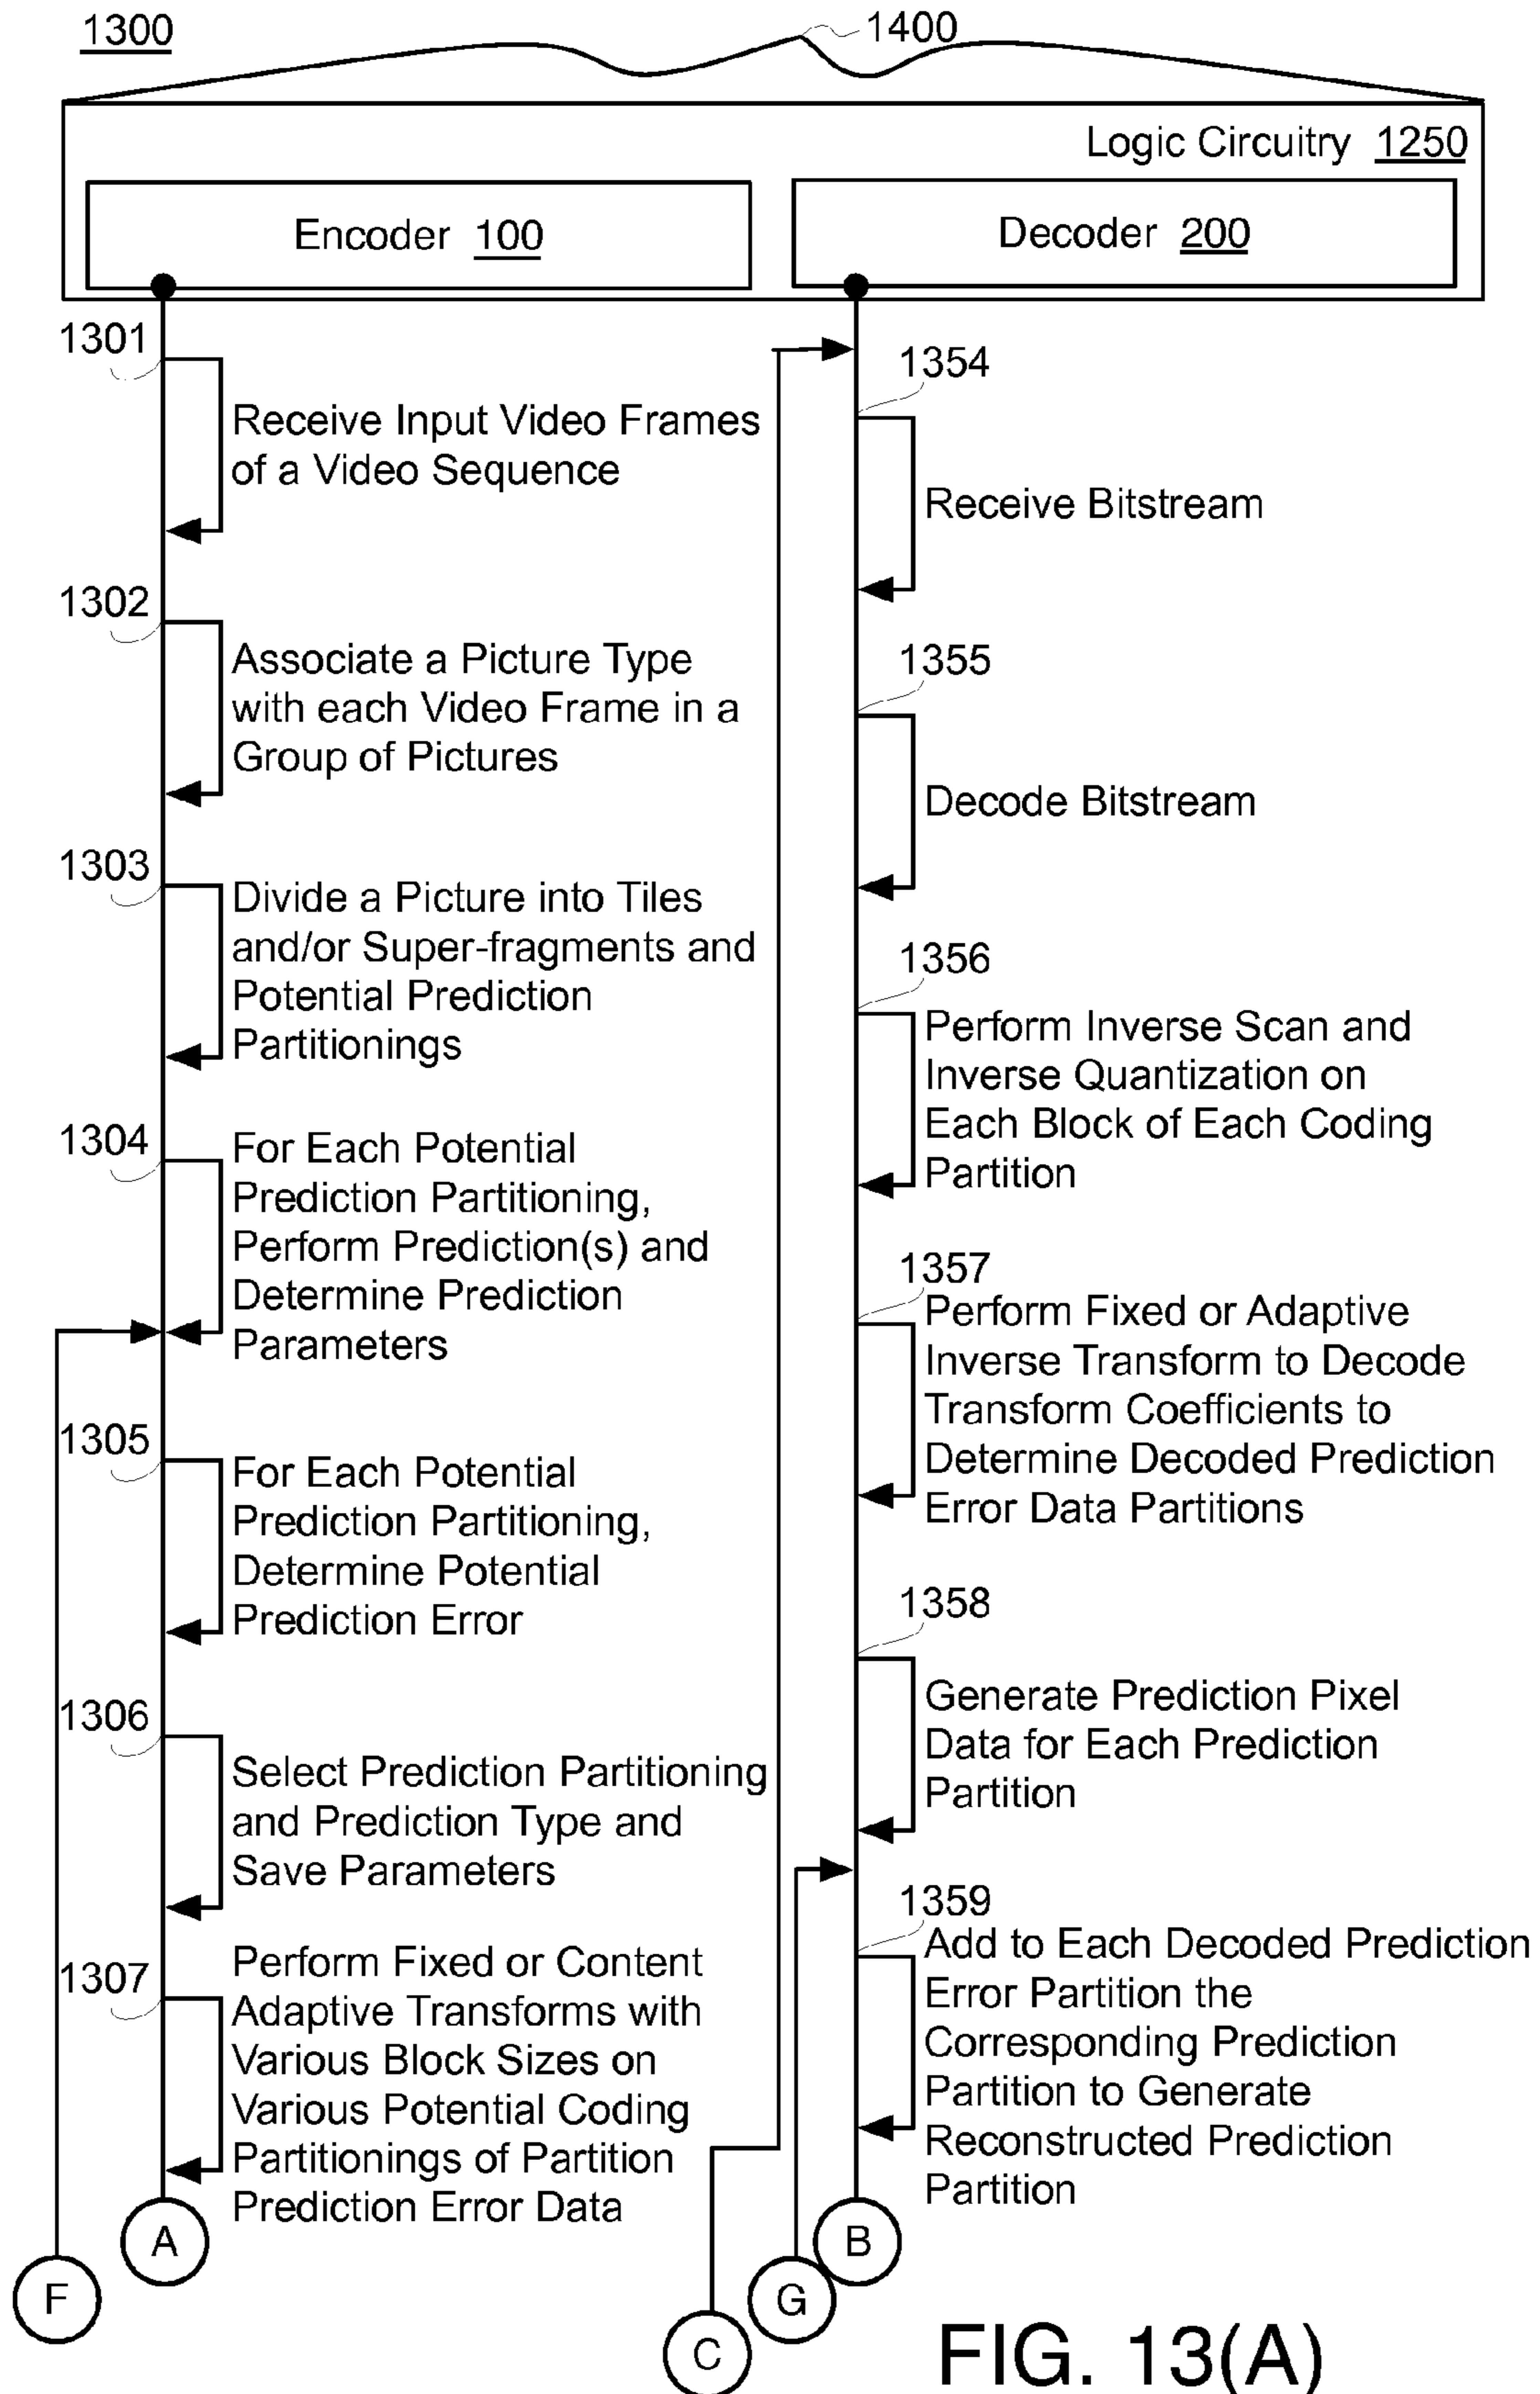 1300
1400
Logic Circuitry 1250
Encoder 100
Decoder 200
1301
Receive Input Video Frames
of a Video Sequence
1302
Associate a Picture Type
with each Video Frame in a
Group of Pictures
1303
Divide a Picture into Tiles
and/or Super-fragments and
Potential Prediction
Partitionings
1304
For Each Potential
Prediction Partitioning,
Perform Prediction(s) and
Determine Prediction
Parameters
1305
For Each Potential
Prediction Partitioning,
Determine Potential
Prediction Error
1306
Select Prediction Partitioning
and Prediction Type and
Save Parameters
1307
Perform Fixed or Content
Adaptive Transforms with
Various Block Sizes on
Various Potential Coding
Partitionings of Partition
Prediction Error Data
A
F
1354
Receive Bitstream
1355
Decode Bitstream
1356
Perform Inverse Scan and
Inverse Quantization on
Each Block of Each Coding
Partition
1357
Perform Fixed or Adaptive
Inverse Transform to Decode
Transform Coefficients to
Determine Decoded Prediction
Error Data Partitions
1358
Generate Prediction Pixel
Data for Each Prediction
Partition
1359
Add to Each Decoded Prediction
Error Partition the
Corresponding Prediction
Partition to Generate
Reconstructed Prediction
Partition
B
G
C
FIG. 13(A)